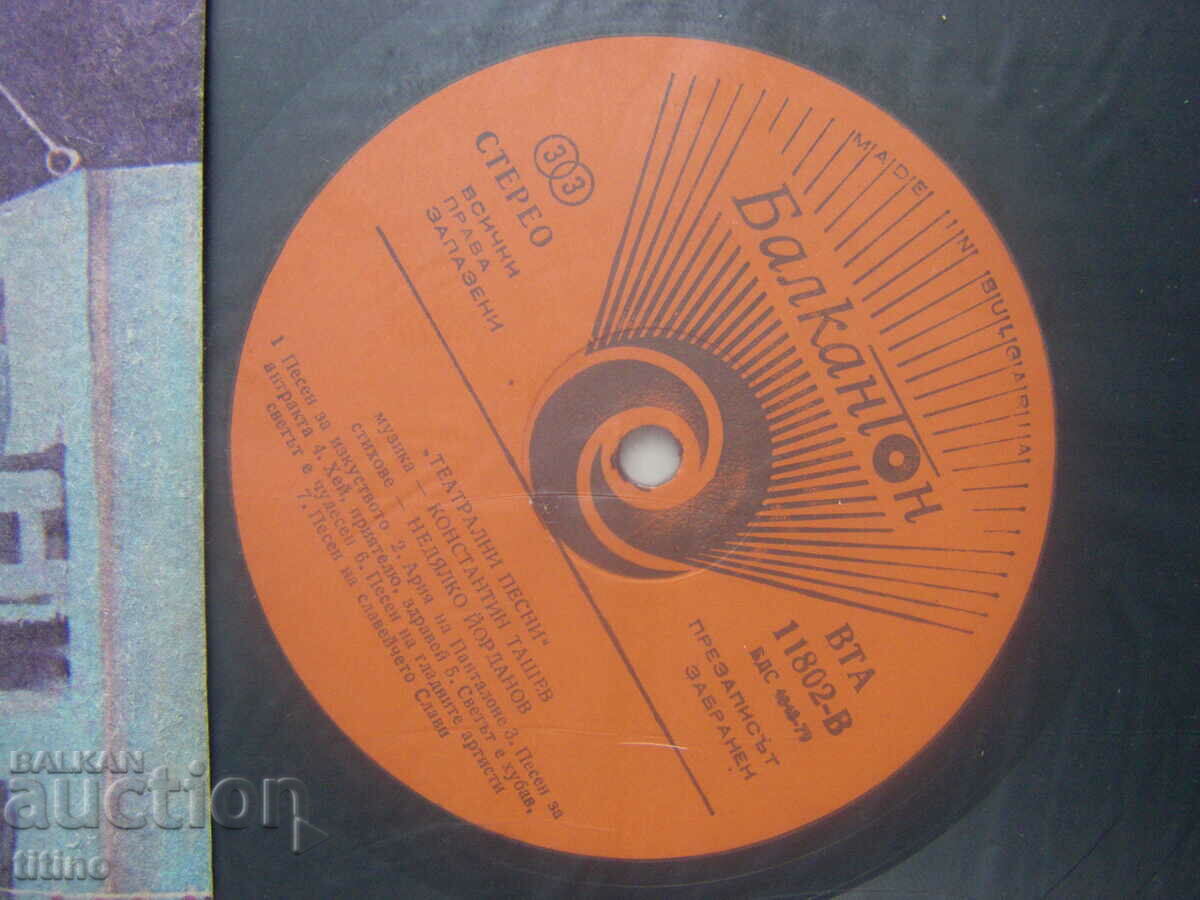 MADE IN BULGARIA
Балкантон
33
СТЕРЕО
ВСИЧКИ
ПРАВА
ЗАПАЗЕНИ
ВТА
11802-В
БДС
ПРЕЗАПИСЪТ
ЗАБРАНЕН
„ТЕАТРАЛНИ ПЕСНИ“
музика — КОНСТАНТИН ТАШЕВ
стихове — НЕДЯЛКО ЙОРДАНОВ
1 Песен за изкуството 2. Ария на Панталоне 3. Песен за
антракта 4. Хей, приятелю, здравей 5. Светът е хубав,
светът е чудесен 6. Песен на гладните артисти
7. Песен на славейчето Слави
BALKAN
auction
titino